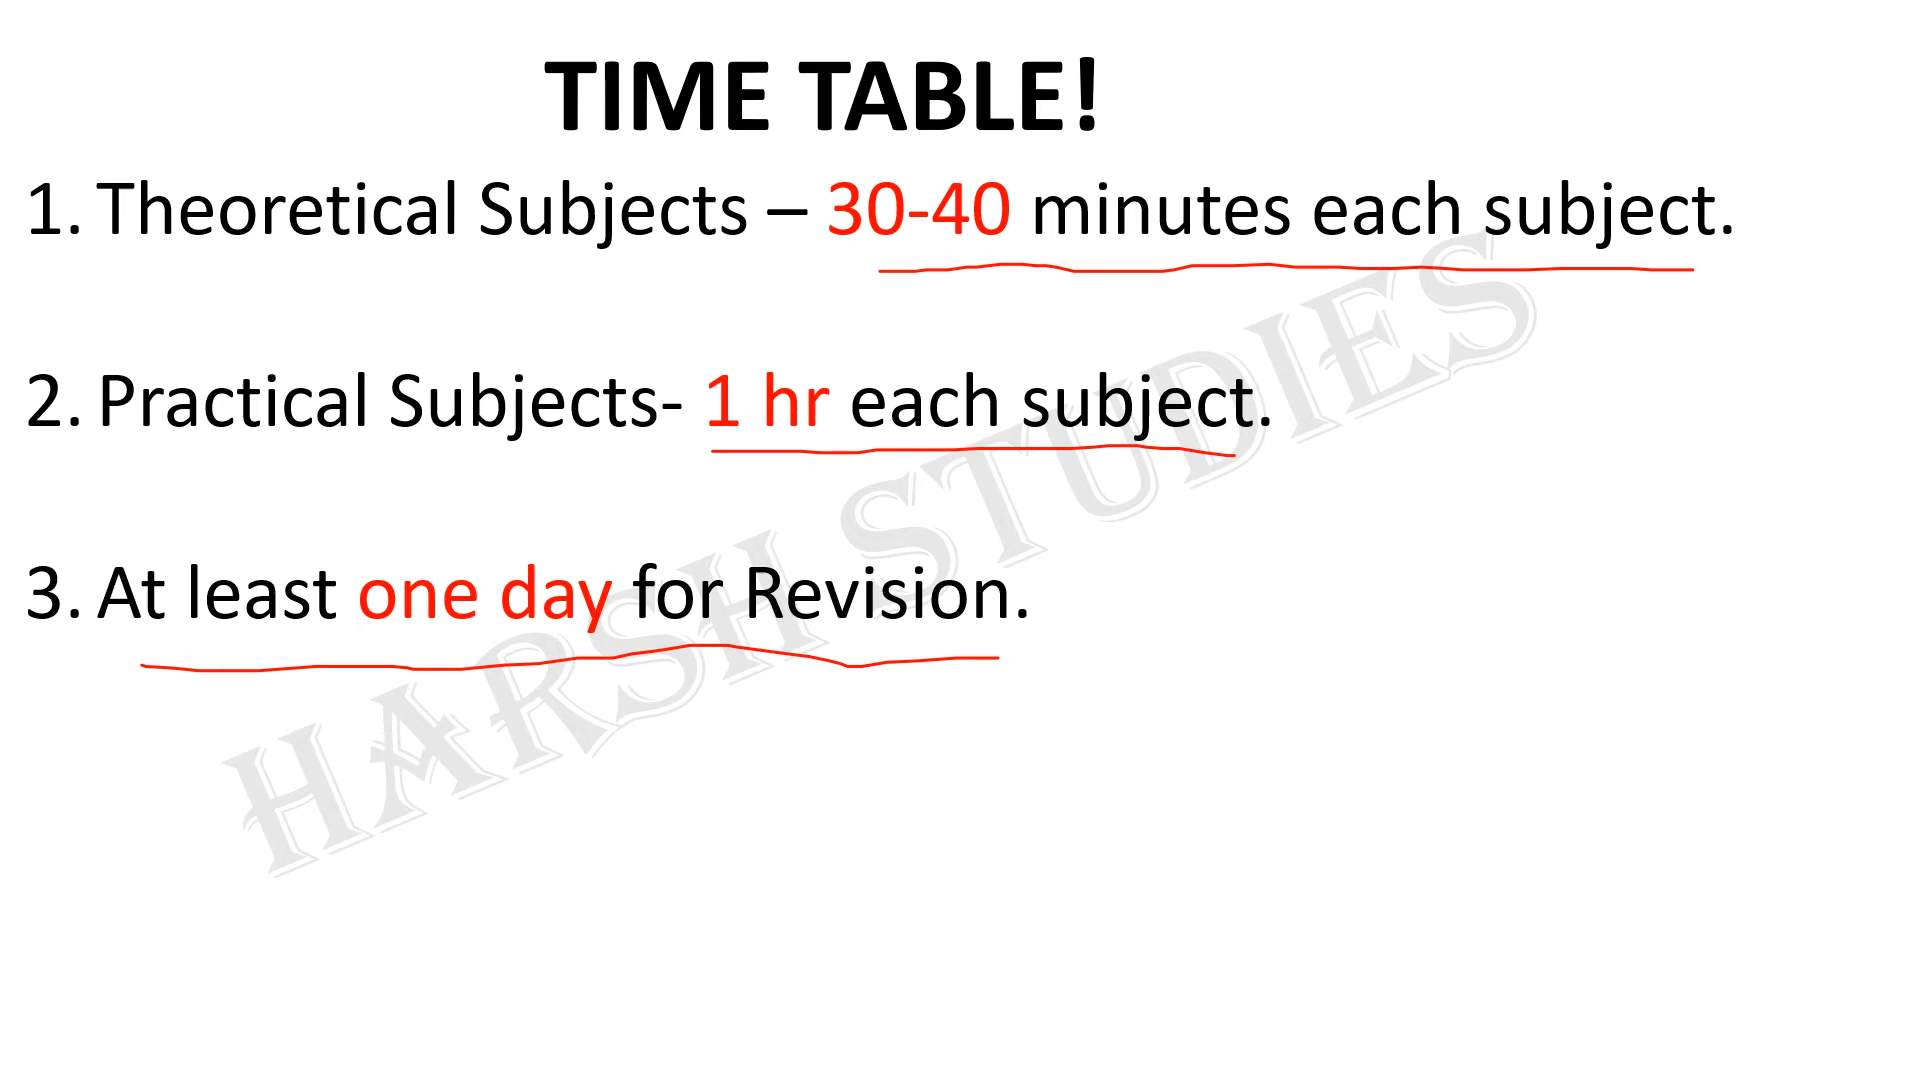 TIME TABLE!
1. Theoretical Subjects – 30-40 minutes each subject.
2. Practical Subjects- 1 hr each subject.
3. At least one day for Revision.
HARSH STUDIES